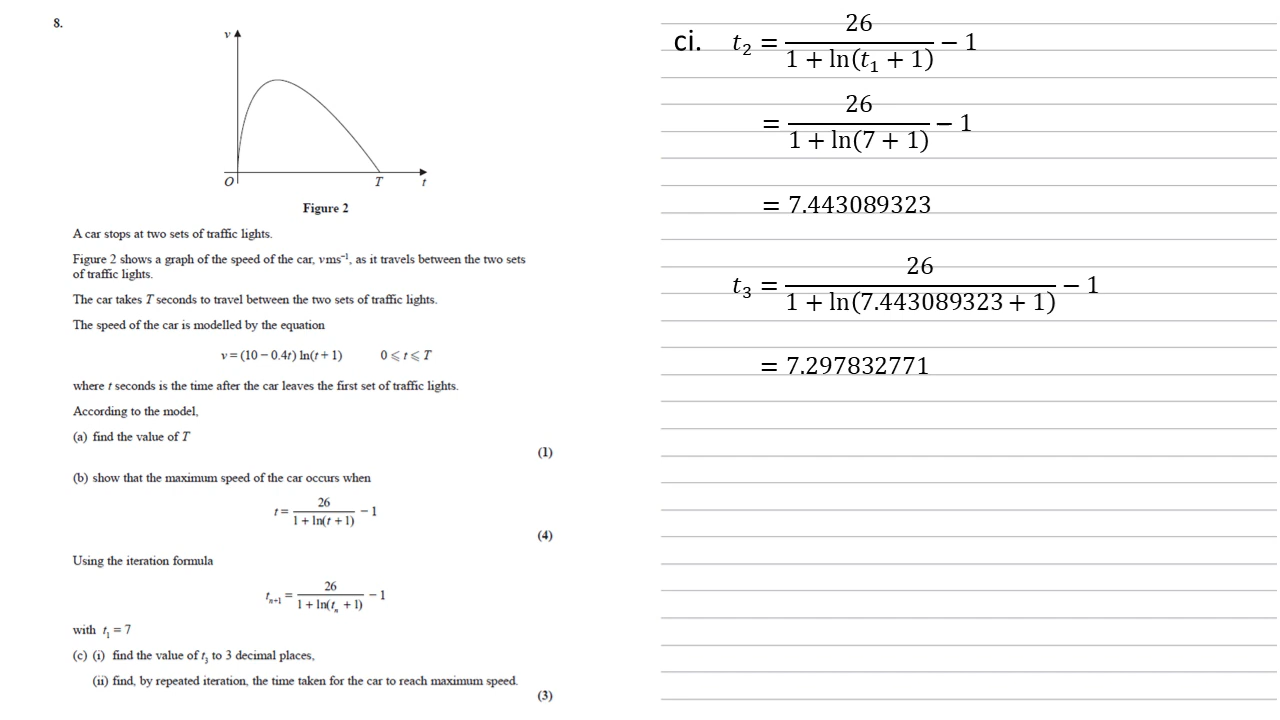 8.
v
O
T
t
Figure 2
A car stops at two sets of traffic lights.
Figure 2 shows a graph of the speed of the car, v ms⁻¹, as it travels between the two sets
of traffic lights.
The car takes T seconds to travel between the two sets of traffic lights.
The speed of the car is modelled by the equation
v = (10 − 0.4t) ln(t + 1)    0 ⩽ t ⩽ T
where t seconds is the time after the car leaves the first set of traffic lights.
According to the model,
(a) find the value of T
(1)
(b) show that the maximum speed of the car occurs when
t = 26 / (1 + ln(t + 1)) − 1
(4)
Using the iteration formula
tₙ₊₁ = 26 / (1 + ln(tₙ + 1)) − 1
with t₁ = 7
(c) (i) find the value of t₃ to 3 decimal places,
(ii) find, by repeated iteration, the time taken for the car to reach maximum speed.
(3)
ci. t₂ = 26 / (1 + ln(t₁ + 1)) − 1
= 26 / (1 + ln(7 + 1)) − 1
= 7.443089323
t₃ = 26 / (1 + ln(7.443089323 + 1)) − 1
= 7.297832771